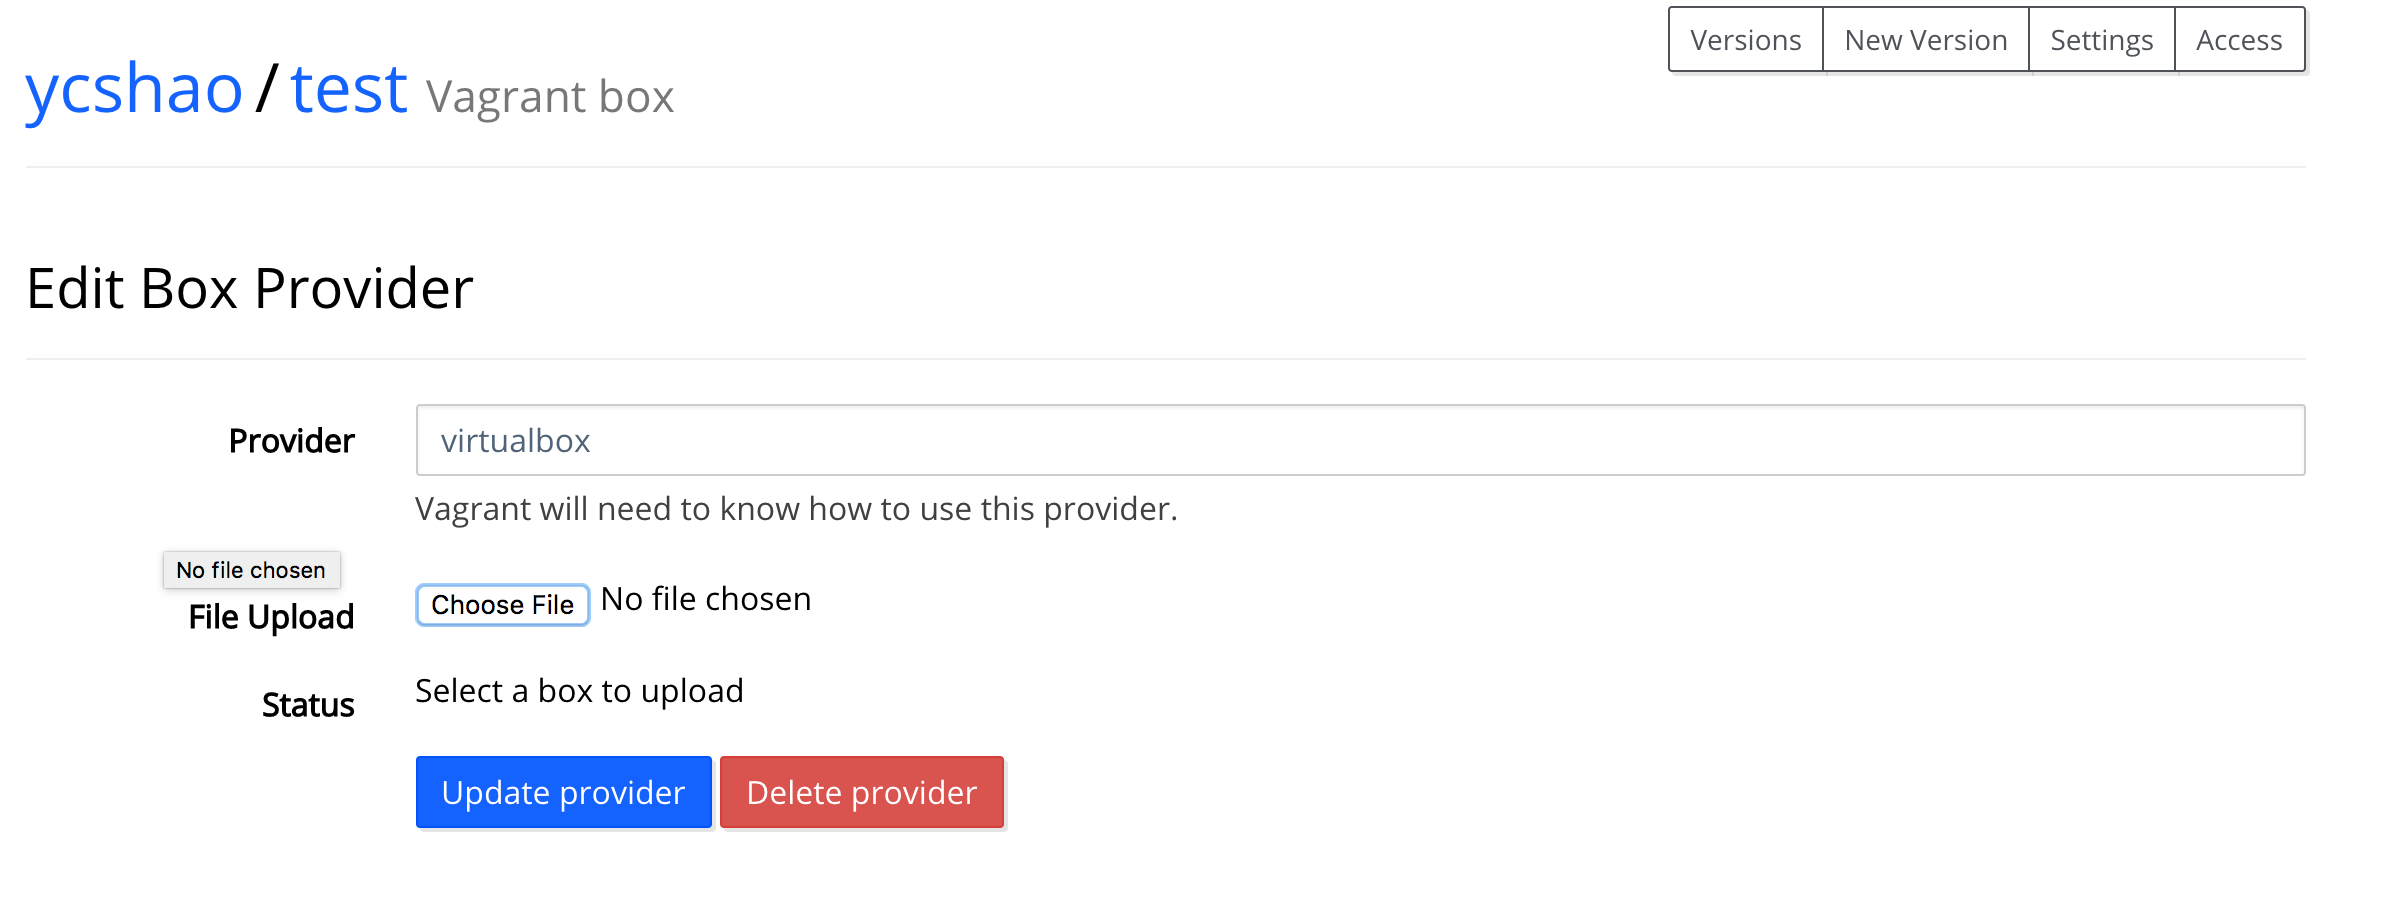 Versions New Version Settings Access
ycshao / test Vagrant box
Edit Box Provider
Provider virtualbox
Vagrant will need to know how to use this provider.
No file chosen
File Upload Choose File No file chosen
Status Select a box to upload
Update provider Delete provider